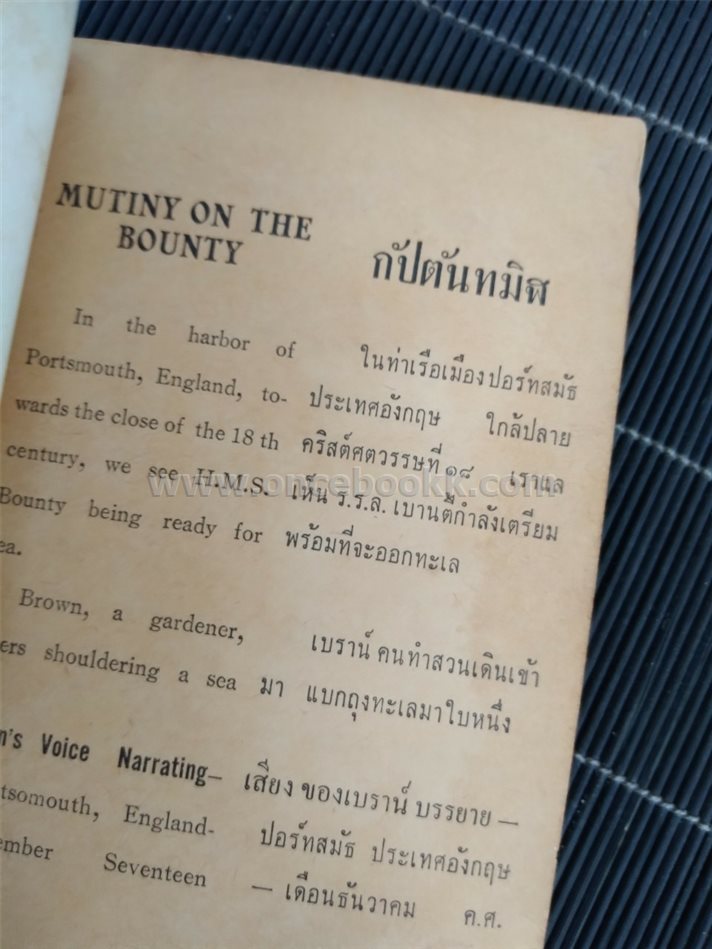 MUTINY ON THE
BOUNTY
กัปตันทมิฬ
In the harbor of
Portsmouth, England, to-
wards the close of the 18 th
century, we see H.M.S.
Bounty being ready for
ea.
Brown, a gardener,
ers shouldering a sea
n's Voice Narrating—
tsomouth, England-
ember Seventeen
ในท่าเรือเมืองปอร์ทสมัธ
ประเทศอังกฤษ ใกล้ปลาย
คริสต์ศตวรรษที่ ๑๘ เราแล
เห็น ร.ร.ล. เบานตีกำลังเตรียม
พร้อมที่จะออกทะเล
เบราน์ คนทำสวนเดินเข้า
มา แบกถุงทะเลมาใบหนึ่ง
เสียง ของเบราน์ บรรยาย —
ปอร์ทสมัธ ประเทศอังกฤษ
— เดือนธันวาคม ค.ศ.
www.oncebookk.com